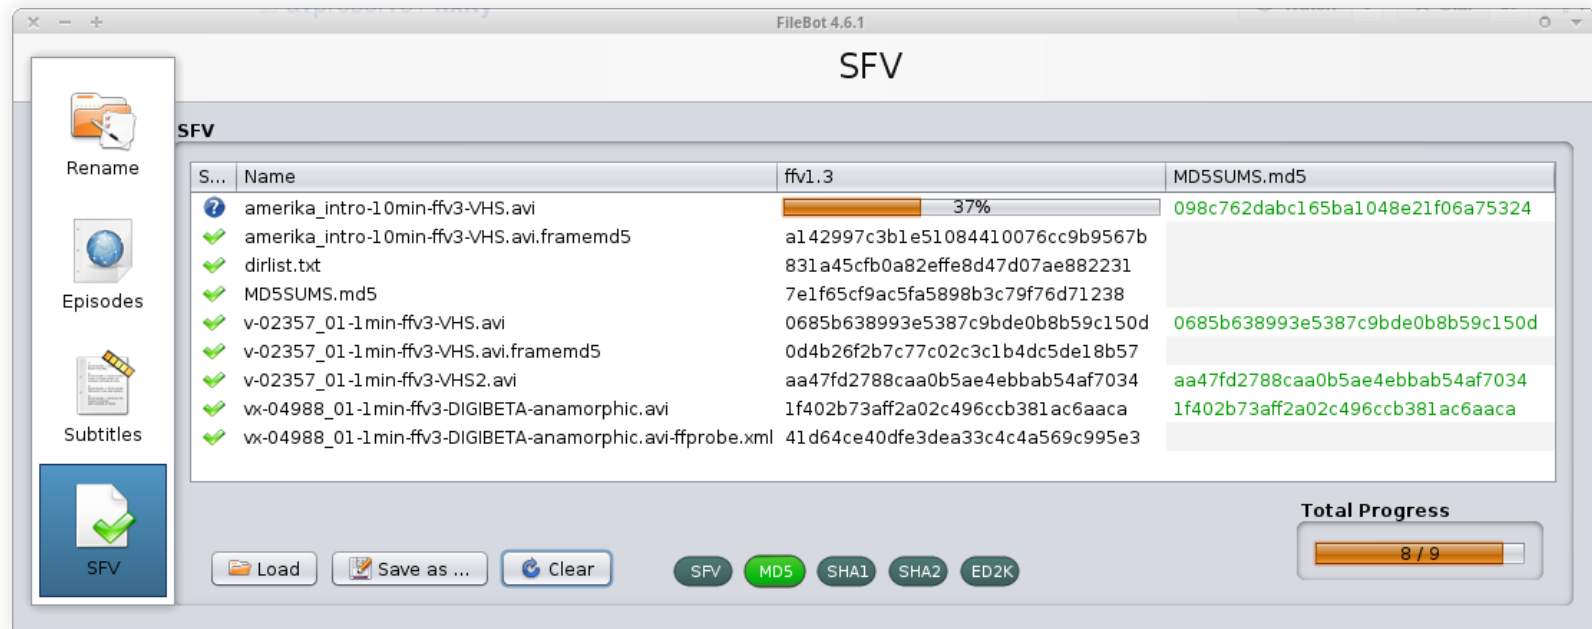 FileBot 4.6.1
SFV
Rename
Episodes
Subtitles
SFV
SFV
S... Name ffv1.3 MD5SUMS.md5
amerika_intro-10min-ffv3-VHS.avi 37% 098c762dabc165ba1048e21f06a75324
amerika_intro-10min-ffv3-VHS.avi.framemd5 a142997c3b1e51084410076cc9b9567b
dirlist.txt 831a45cfb0a82effe8d47d07ae882231
MD5SUMS.md5 7e1f65cf9ac5fa5898b3c79f76d71238
v-02357_01-1min-ffv3-VHS.avi 0685b638993e5387c9bde0b8b59c150d 0685b638993e5387c9bde0b8b59c150d
v-02357_01-1min-ffv3-VHS.avi.framemd5 0d4b26f2b7c77c02c3c1b4dc5de18b57
v-02357_01-1min-ffv3-VHS2.avi aa47fd2788caa0b5ae4ebbab54af7034 aa47fd2788caa0b5ae4ebbab54af7034
vx-04988_01-1min-ffv3-DIGIBETA-anamorphic.avi 1f402b73aff2a02c496ccb381ac6aaca 1f402b73aff2a02c496ccb381ac6aaca
vx-04988_01-1min-ffv3-DIGIBETA-anamorphic.avi-ffprobe.xml 41d64ce40dfe3dea33c4c4a569c995e3
Total Progress
8 / 9
Load Save as ... Clear SFV MD5 SHA1 SHA2 ED2K